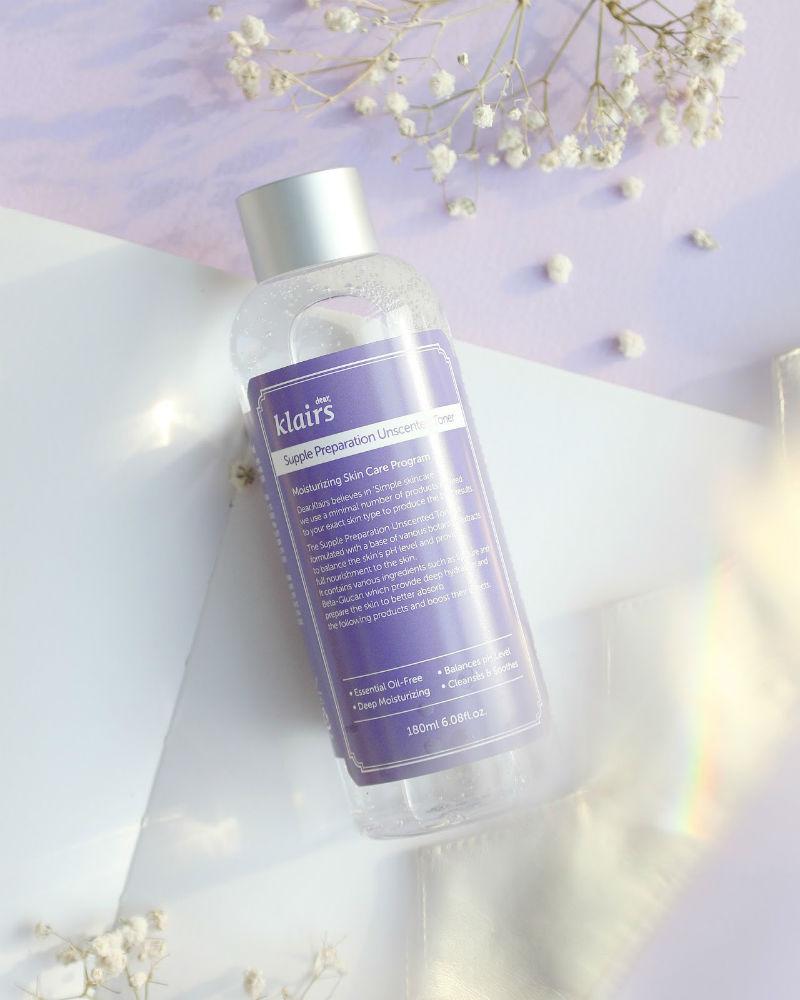 dear,
klairs
Supple Preparation Unscented Toner
Moisturizing Skin Care Program
Dear,Klairs believes in 'Simple skincare
we use a minimal number of products
to your exact skin type to produce the results.
The Supple Preparation Unscented Toner
formulated with a base of various botanical extracts
to balance the skin's pH level and provide
full nourishment to the skin.
It contains various ingredients such as
Beta-Glucan which provide deep hydration and
prepare the skin to better absorb
the following products and boost their effects.
• Essential Oil-Free • Balances pH Level
• Deep Moisturizing • Cleanses & Soothes
180ml 6.08fl.oz.